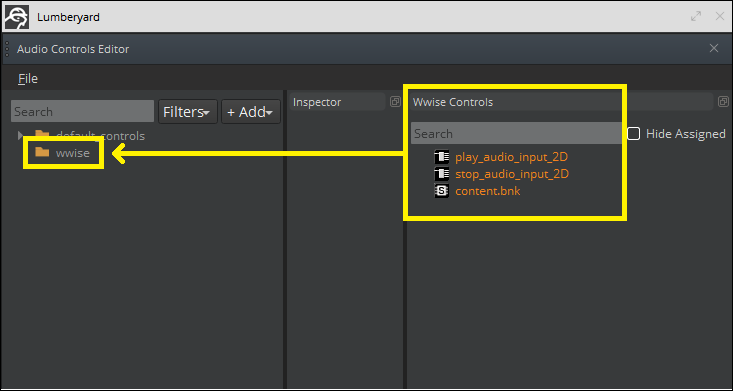 Lumberyard
Audio Controls Editor
File
Search
Filters
+ Add
default_controls
wwise
Inspector
Wwise Controls
Search
Hide Assigned
play_audio_input_2D
stop_audio_input_2D
content.bnk